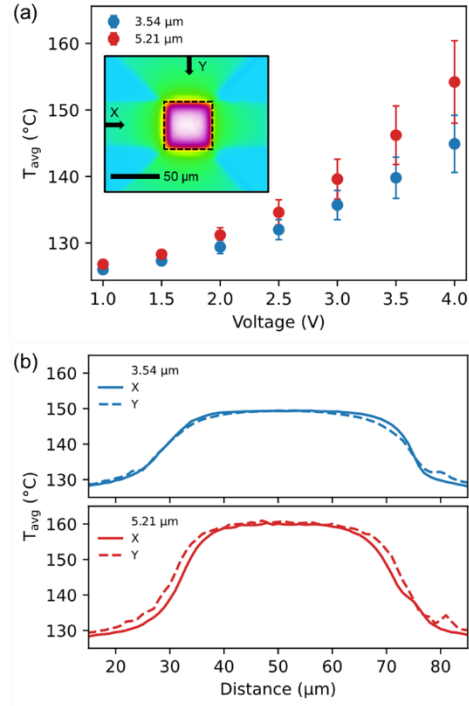 (a)
3.54 µm
5.21 µm
160
150
140
130
T_avg (°C)
Y
X
50 µm
1.0 1.5 2.0 2.5 3.0 3.5 4.0
Voltage (V)
(b)
160
150
140
130
3.54 µm
X
Y
T_avg (°C)
160
150
140
130
5.21 µm
X
Y
20 30 40 50 60 70 80
Distance (µm)